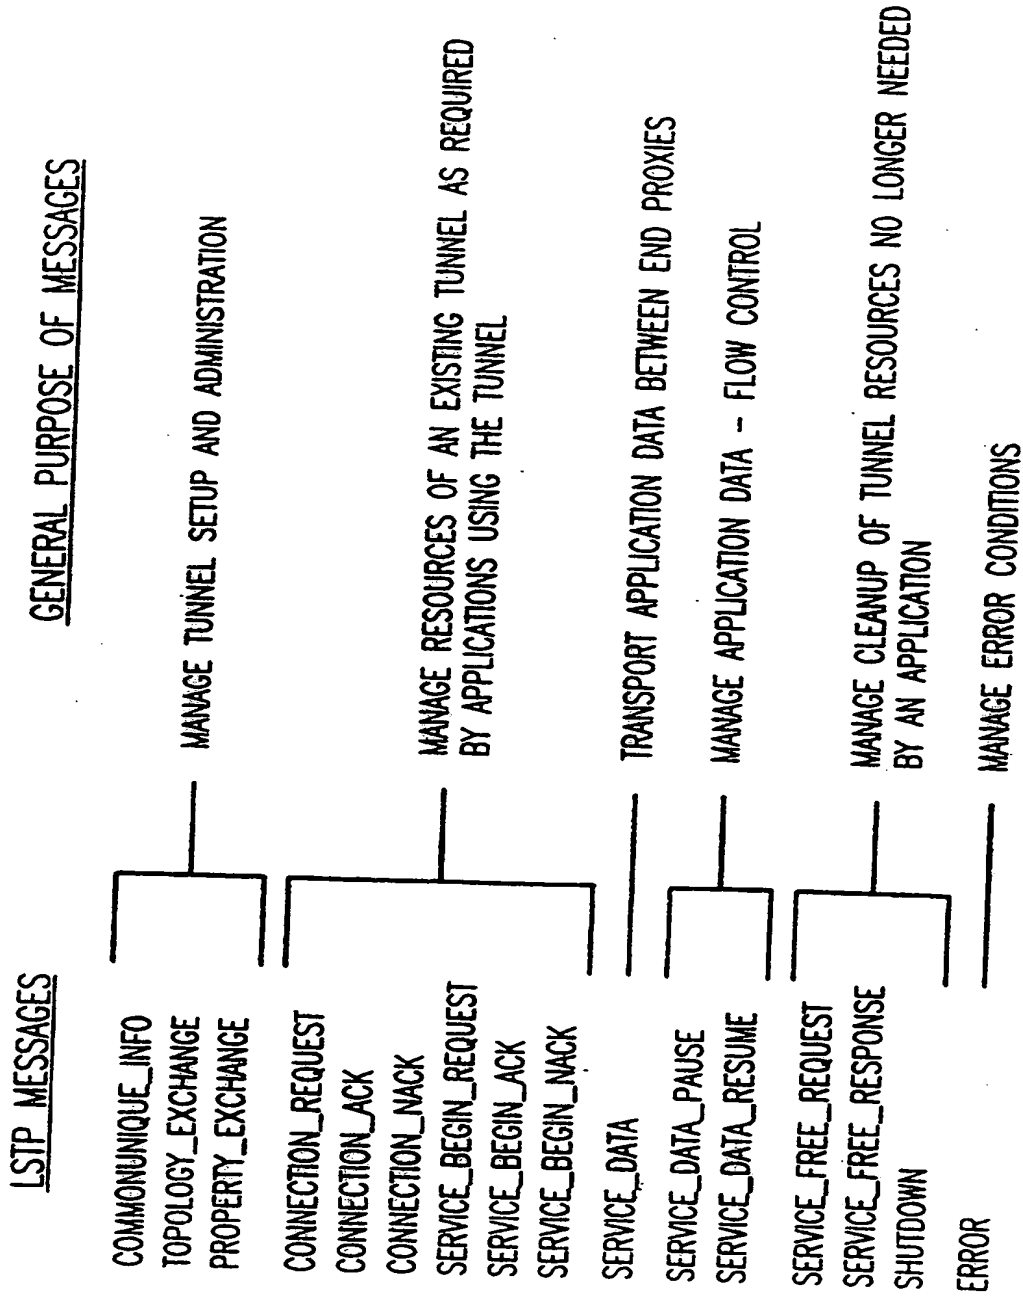 LSTP MESSAGES
GENERAL PURPOSE OF MESSAGES
COMMONUNIQUE_INFO
TOPOLOGY_EXCHANGE
PROPERTY_EXCHANGE
MANAGE TUNNEL SETUP AND ADMINISTRATION
CONNECTION_REQUEST
CONNECTION_ACK
CONNECTION_NACK
SERVICE_BEGIN_REQUEST
SERVICE_BEGIN_ACK
SERVICE_BEGIN_NACK
MANAGE RESOURCES OF AN EXISTING TUNNEL AS REQUIRED
BY APPLICATIONS USING THE TUNNEL
SERVICE_DATA
TRANSPORT APPLICATION DATA BETWEEN END PROXIES
SERVICE_DATA_PAUSE
SERVICE_DATA_RESUME
MANAGE APPLICATION DATA – FLOW CONTROL
SERVICE_FREE_REQUEST
SERVICE_FREE_RESPONSE
SHUTDOWN
MANAGE CLEANUP OF TUNNEL RESOURCES NO LONGER NEEDED
BY AN APPLICATION
ERROR
MANAGE ERROR CONDITIONS